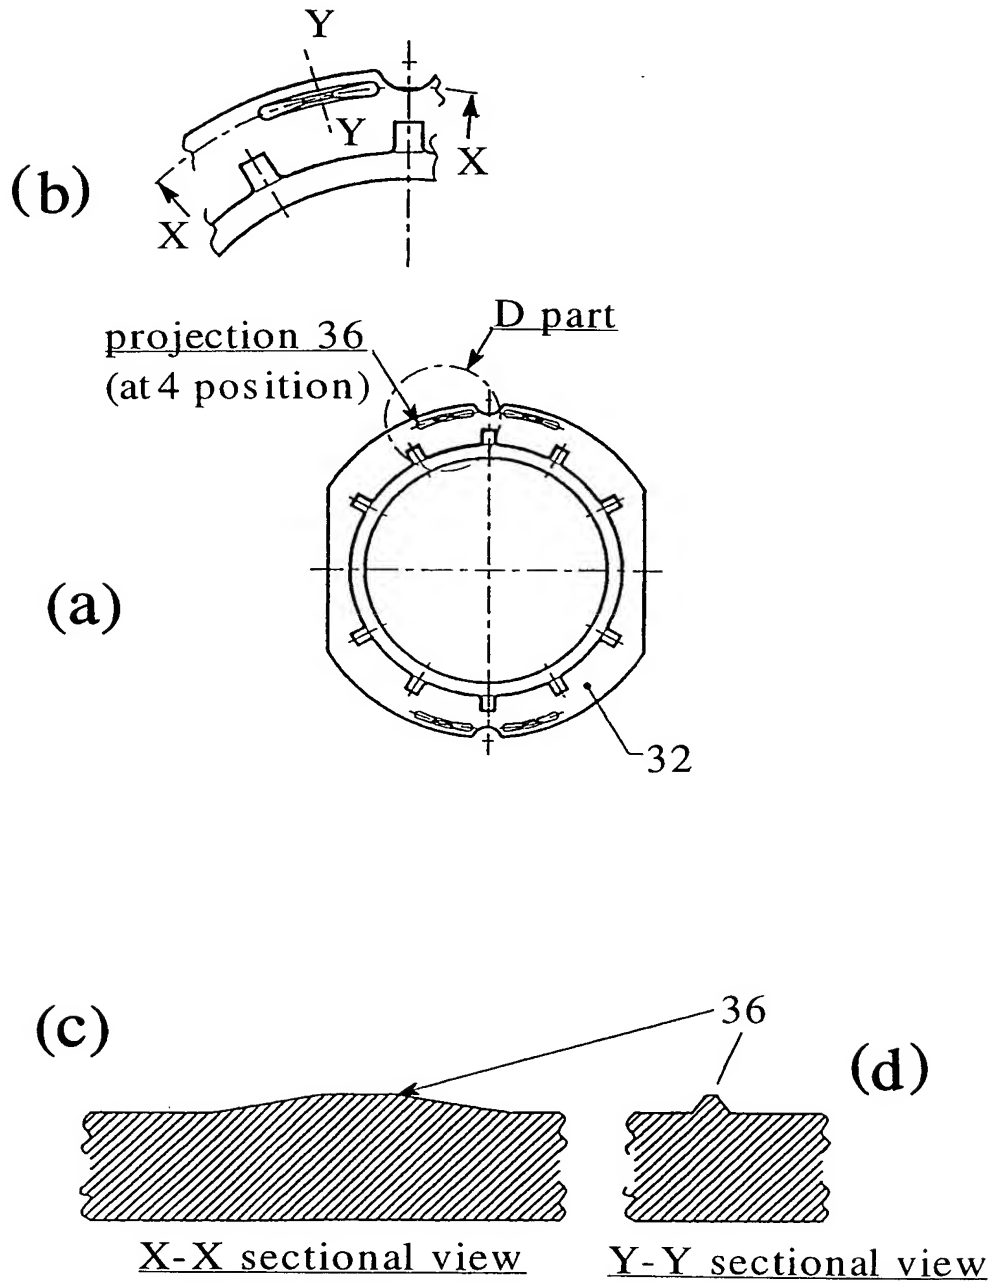 Y
Y
X
(b)
X
D part
projection 36
(at 4 position)
(a)
32
(c)
36
(d)
X-X sectional view
Y-Y sectional view